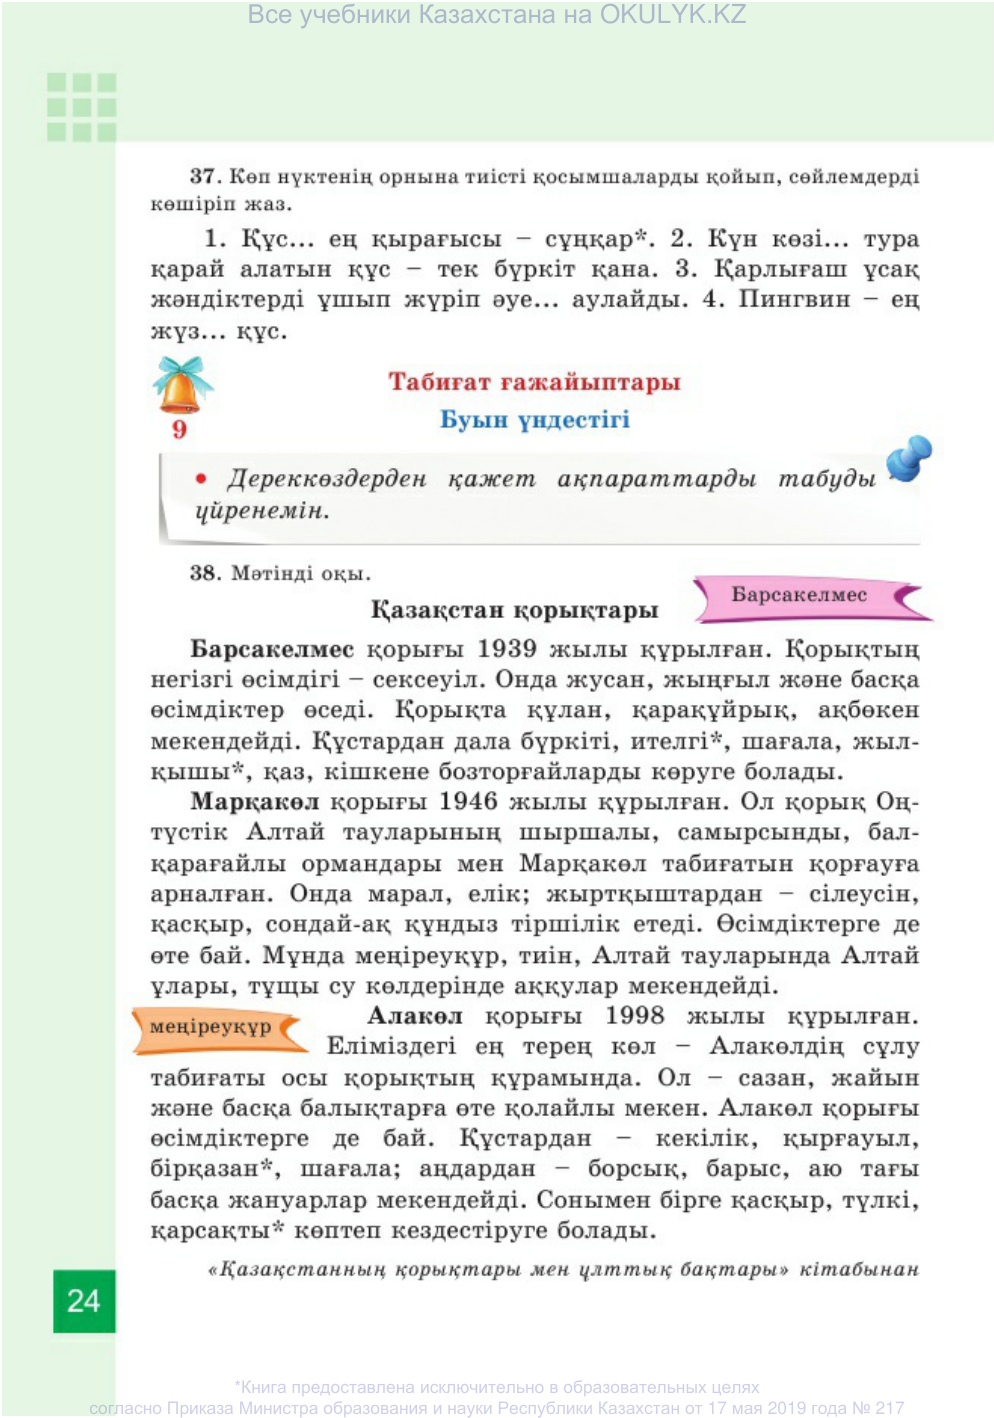 Все учебники Казахстана на OKULYK.KZ
37. Көп нүктенің орнына тиісті қосымшаларды қойып, сөйлемдерді
көшіріп жаз.
1. Құс... ең қырағысы – сұңқар*. 2. Күн көзі... тура
қарай алатын құс – тек бүркіт қана. 3. Қарлығаш ұсақ
жәндіктерді ұшып жүріп әуе... аулайды. 4. Пингвин – ең
жүз... құс.
Табиғат ғажайыптары
Буын үндестігі
9
• Дереккөздерден қажет ақпараттарды табуды
үйренемін.
38. Мәтінді оқы.
Барсакелмес
Қазақстан қорықтары
Барсакелмес қорығы 1939 жылы құрылған. Қорықтың
негізгі өсімдігі – сексеуіл. Онда жусан, жыңғыл және басқа
өсімдіктер өседі. Қорықта құлан, қарақұйрық, ақбөкен
мекендейді. Құстардан дала бүркіті, ителгі*, шағала, жыл-
қышы*, қаз, кішкене бозторғайларды көруге болады.
Марқакөл қорығы 1946 жылы құрылған. Ол қорық Оң-
түстік Алтай тауларының шыршалы, самырсынды, бал-
қарағайлы ормандары мен Марқакөл табиғатын қорғауға
арналған. Онда марал, елік; жыртқыштардан – сілеусін,
қасқыр, сондай-ақ құндыз тіршілік етеді. Өсімдіктерге де
өте бай. Мұнда меңіреуқұр, тиін, Алтай тауларында Алтай
ұлары, тұщы су көлдерінде аққулар мекендейді.
меңіреуқұр
Алакөл қорығы 1998 жылы құрылған.
Еліміздегі ең терең көл – Алакөлдің сұлу
табиғаты осы қорықтың құрамында. Ол – сазан, жайын
және басқа балықтарға өте қолайлы мекен. Алакөл қорығы
өсімдіктерге де бай. Құстардан – кекілік, қырғауыл,
бірқазан*, шағала; аңдардан – борсық, барыс, аю тағы
басқа жануарлар мекендейді. Сонымен бірге қасқыр, түлкі,
қарсақты* көптеп кездестіруге болады.
«Қазақстанның қорықтары мен ұлттық бақтары» кітабынан
24
*Книга предоставлена исключительно в образовательных целях
согласно Приказа Министра образования и науки Республики Казахстан от 17 мая 2019 года № 217